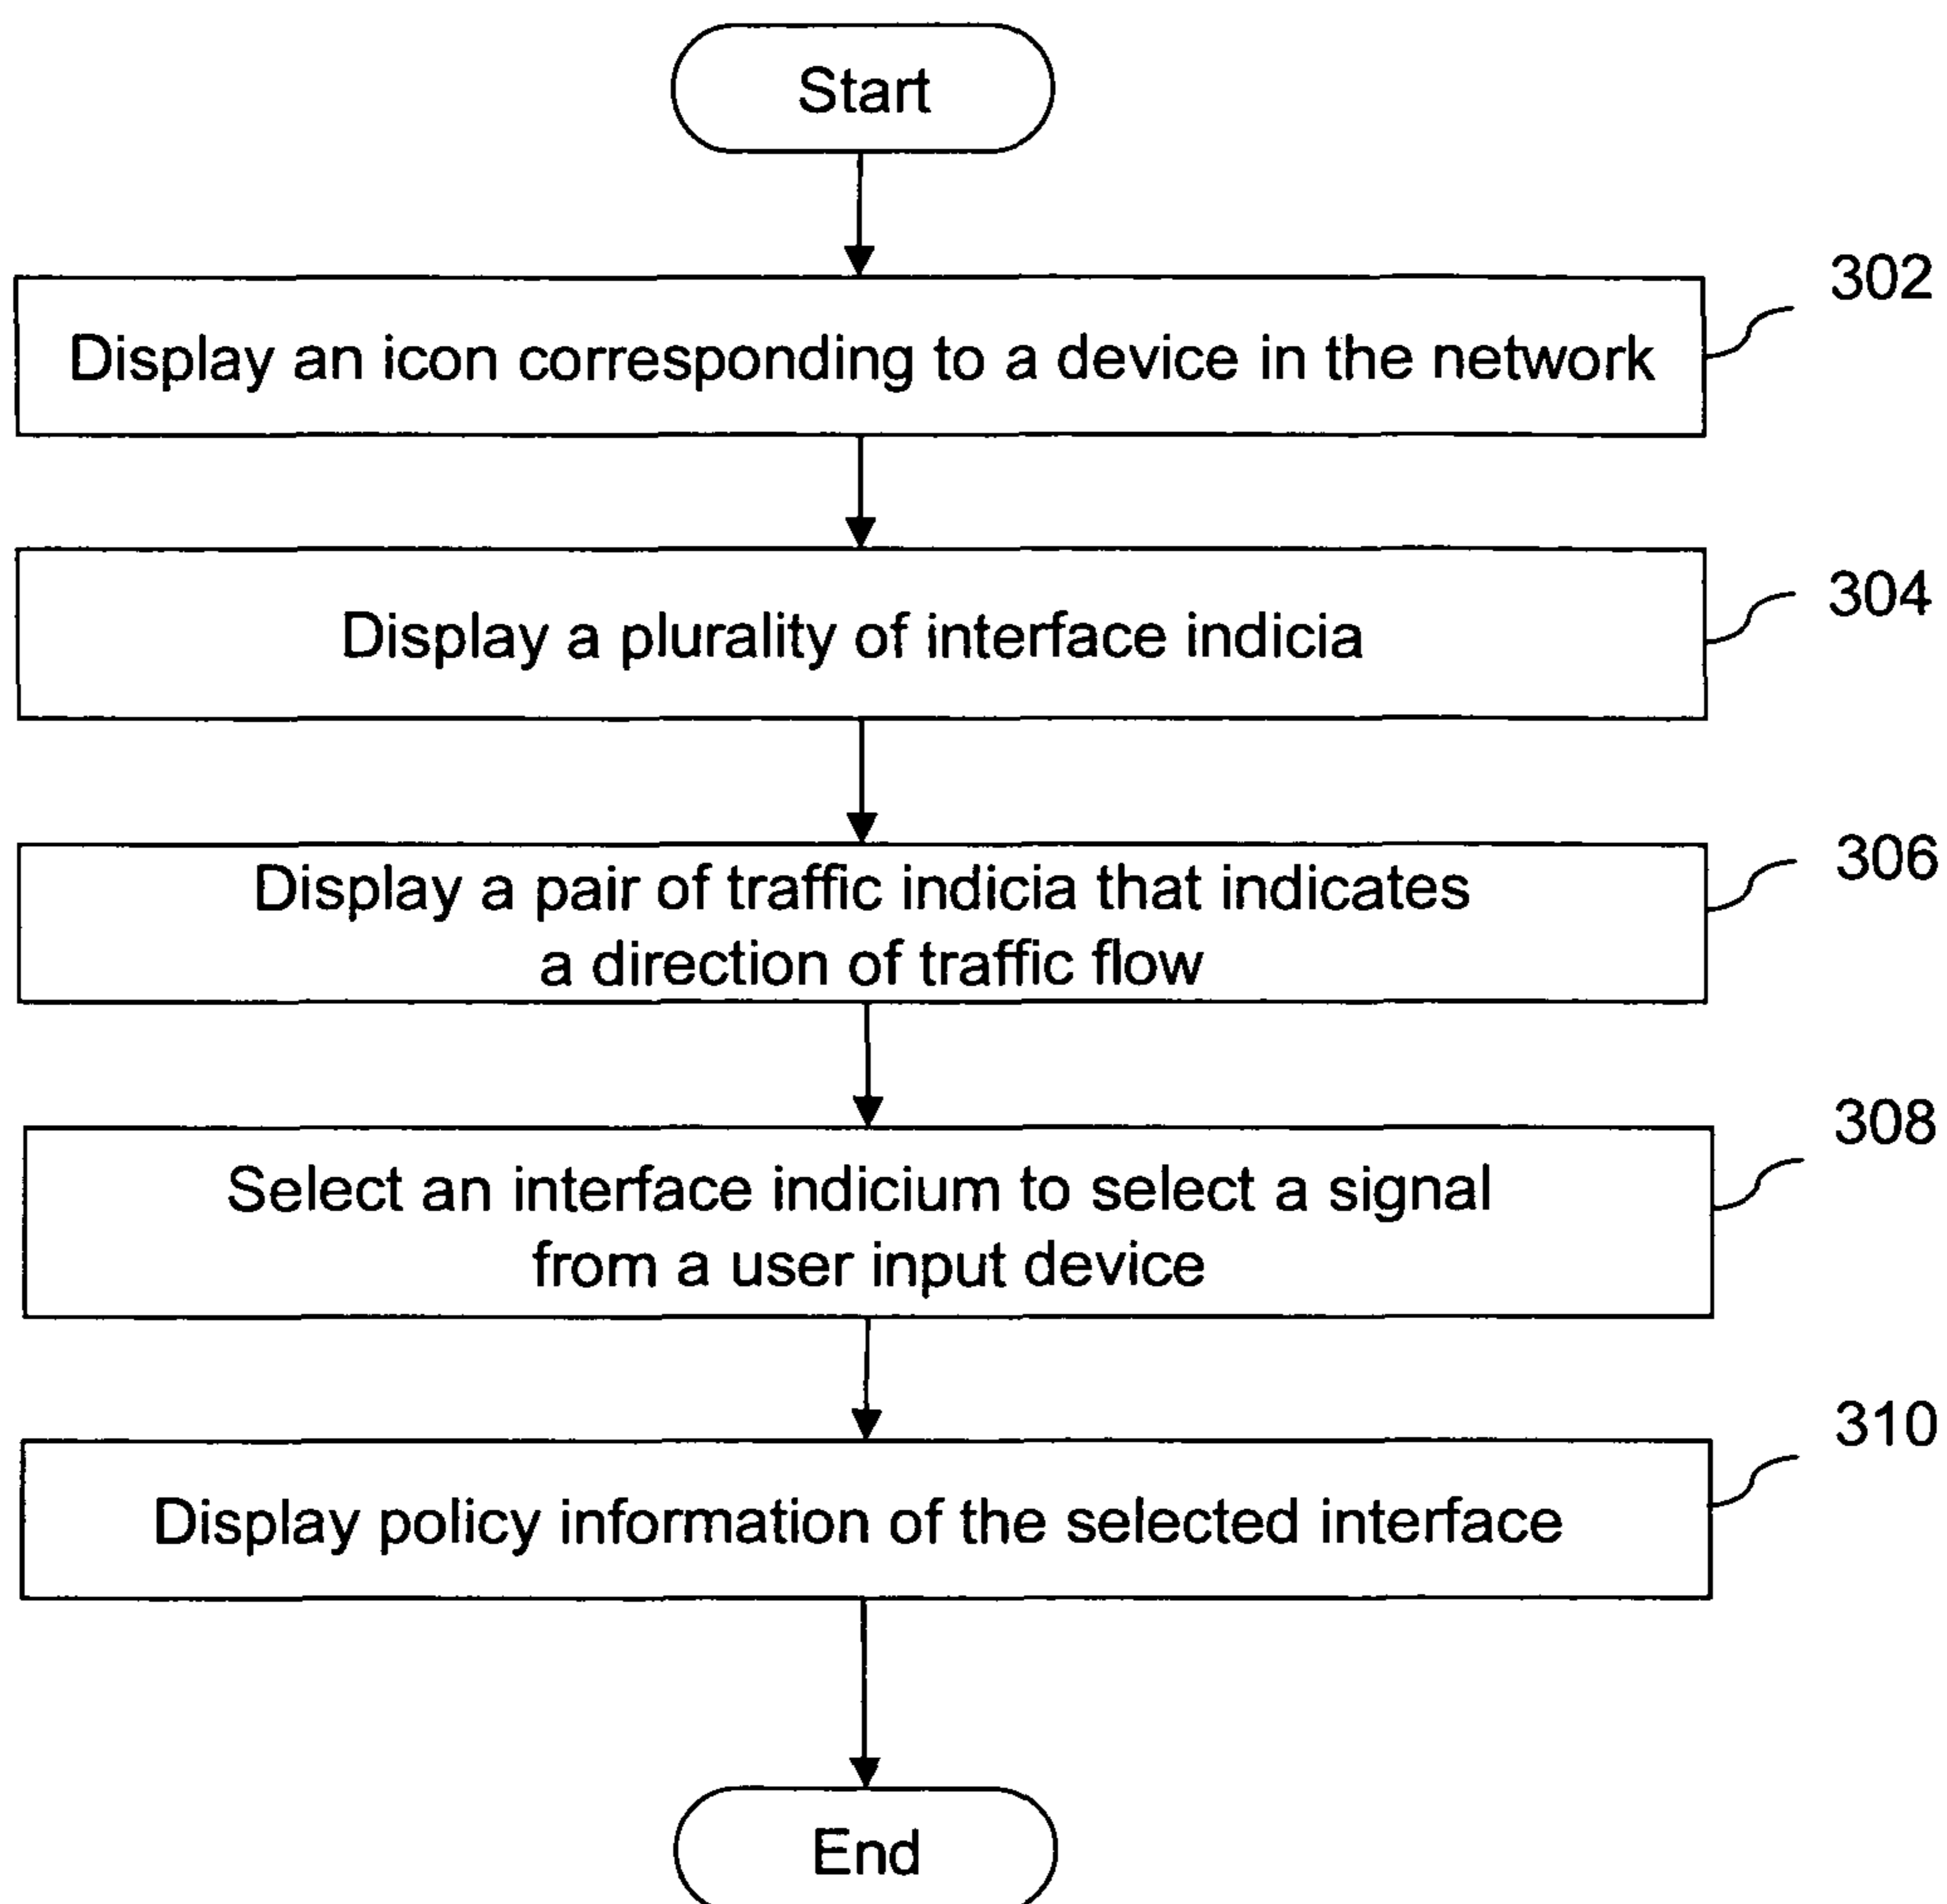 Start
302
Display an icon corresponding to a device in the network
304
Display a plurality of interface indicia
306
Display a pair of traffic indicia that indicates
a direction of traffic flow
308
Select an interface indicium to select a signal
from a user input device
310
Display policy information of the selected interface
End